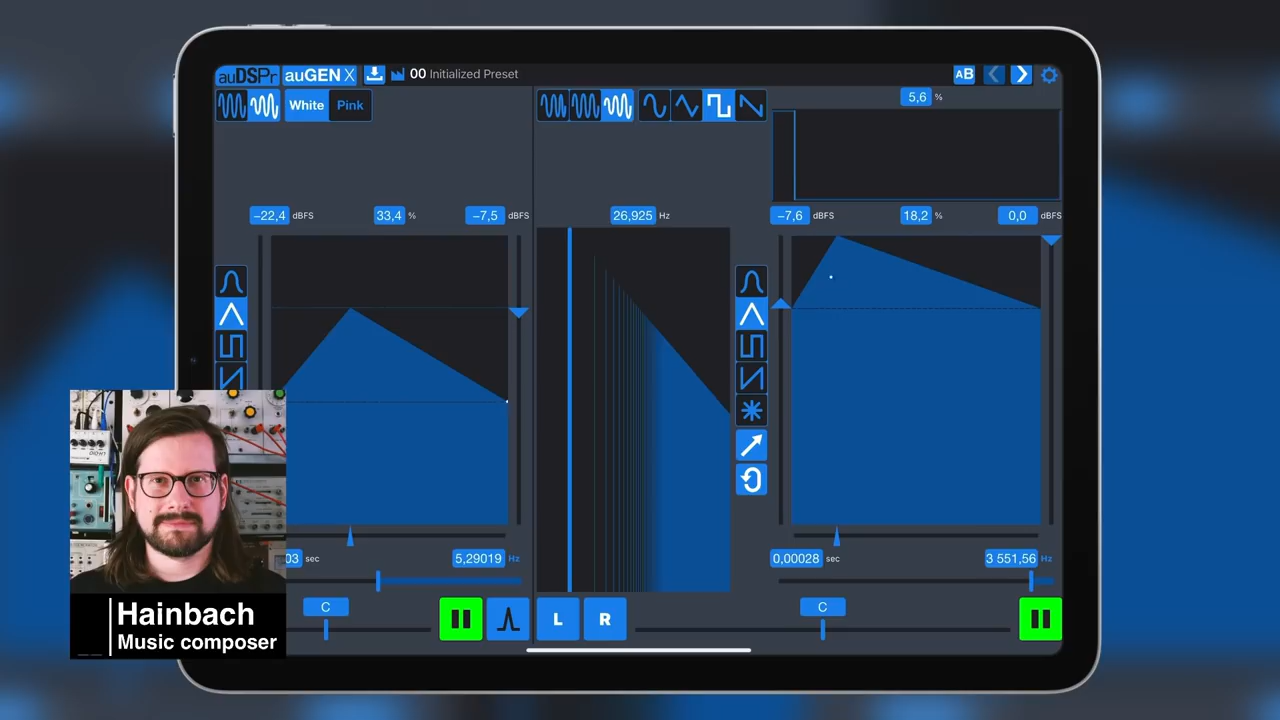 auDSPr auGEN X 00 Initialized Preset AB
White Pink
5,6 %
-22,4 dBFS 33,4 % -7,5 dBFS 26,925 Hz -7,6 dBFS 18,2 % 0,0 dBFS
03 sec 5,29019 Hz 0,00028 sec 3 551,56 Hz
C L R C
Hainbach
Music composer